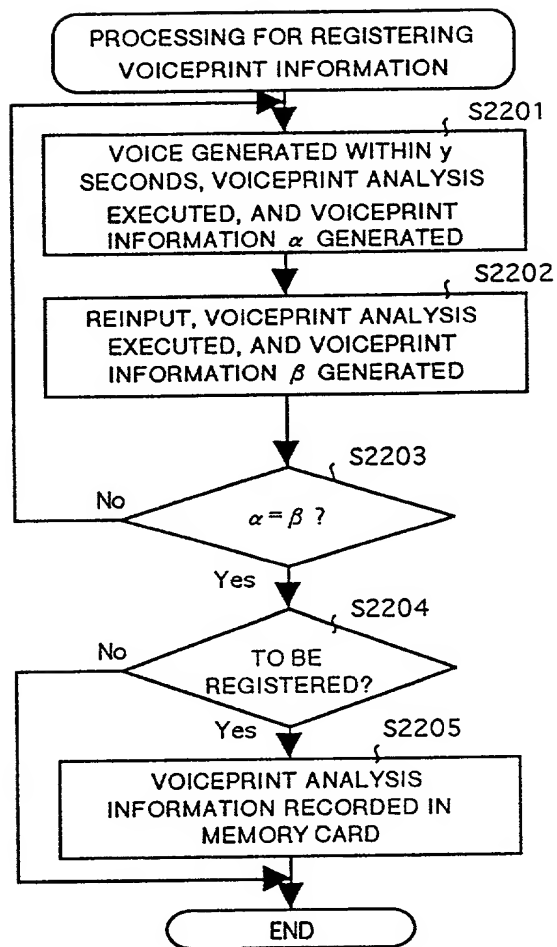 PROCESSING FOR REGISTERING
VOICEPRINT INFORMATION
S2201
VOICE GENERATED WITHIN y
SECONDS, VOICEPRINT ANALYSIS
EXECUTED, AND VOICEPRINT
INFORMATION α GENERATED
S2202
REINPUT, VOICEPRINT ANALYSIS
EXECUTED, AND VOICEPRINT
INFORMATION β GENERATED
S2203
No
α = β ?
Yes
S2204
No
TO BE
REGISTERED?
Yes
S2205
VOICEPRINT ANALYSIS
INFORMATION RECORDED IN
MEMORY CARD
END